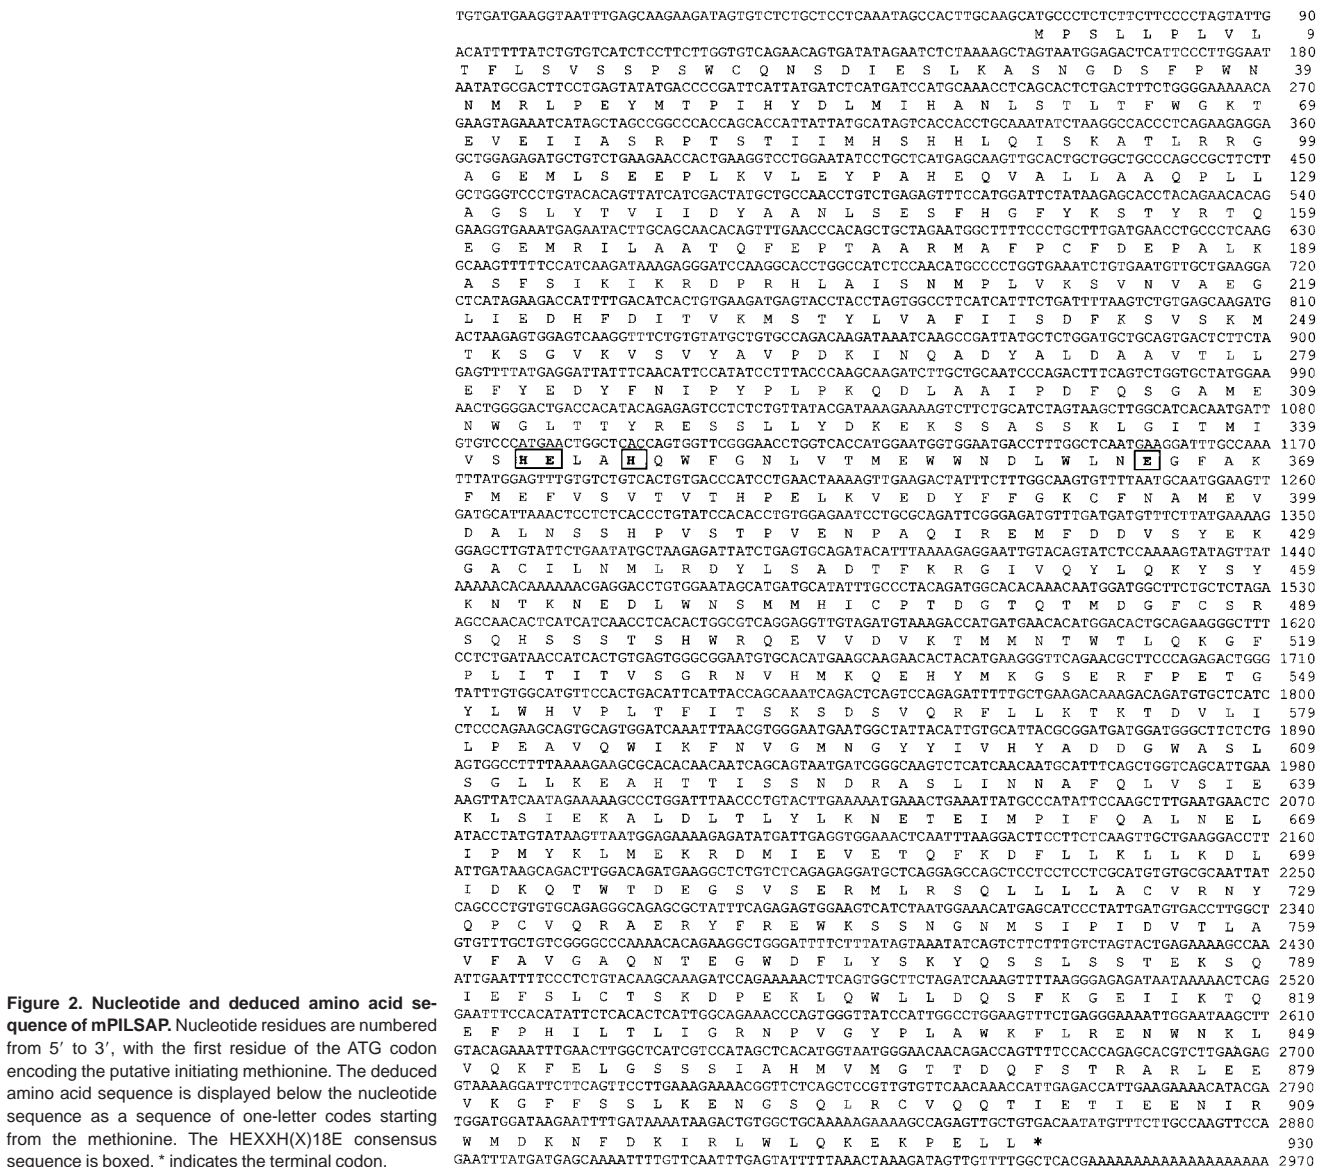 TGTGATGAAGGTAATTTGAGCAAGAAGATAGTGTCTCTGCTCCTCAAATAGCCACTTGCAAGCATGCCCTCTCTTCTTCCCCTAGTATTG 90
M P S L L P L V L 9
ACATTTTTATCTGTGTCATCTCCTTCTTGGTGTCAGAACAGTGATATAGAATCTCTAAAAGCTAGTAATGGAGACTCATTCCCTTGGAAT 180
T F L S V S S P S W C Q N S D I E S L K A S N G D S F P W N 39
AATATGCGACTTCCTGAGTATATGACCCCGATTCATTATGATCTCATGATCCATGCAAACCTCAGCACTCTGACTTTCTGGGGAAAAACA 270
N M R L P E Y M T P I H Y D L M I H A N L S T L T F W G K T 69
GAAGTAGAAATCATAGCTAGCCGGCCCACCAGCACCATTATTATGCATAGTCACCACCTGCAAATATCTAAGGCCACCCTCAGAAGAGGA 360
E V E I I A S R P T S T I I M H S H H L Q I S K A T L R R G 99
GCTGGAGAGATGCTGTCTGAAGAACCACTGAAGGTCCTGGAATATCCTGCTCATGAGCAAGTTGCACTGCTGGCTGCCCAGCCGCTTCTT 450
A G E M L S E E P L K V L E Y P A H E Q V A L L A A Q P L L 129
GCTGGGTCCCTGTACACAGTTATCATCGACTATGCTGCCAACCTGTCTGAGAGTTTCCATGGATTCTATAAGAGCACCTACAGAACACAG 540
A G S L Y T V I I D Y A A N L S E S F H G F Y K S T Y R T Q 159
GAAGGTGAAATGAGAATACTTGCAGCAACACAGTTTGAACCCACAGCTGCTAGAATGGCTTTTCCCTGCTTTGATGAACCTGCCCTCAAG 630
E G E M R I L A A T Q F E P T A A R M A F P C F D E P A L K 189
GCAAGTTTTTCCATCAAGATAAAGAGGGATCCAAGGCACCTGGCCATCTCCAACATGCCCCTGGTGAAATCTGTGAATGTTGCTGAAGGA 720
A S F S I K I K R D P R H L A I S N M P L V K S V N V A E G 219
CTCATAGAAGACCATTTTGACATCACTGTGAAGATGAGTACCTACCTAGTGGCCTTCATCATTTCTGATTTTAAGTCTGTGAGCAAGATG 810
L I E D H F D I T V K M S T Y L V A F I I S D F K S V S K M 249
ACTAAGAGTGGAGTCAAGGTTTCTGTGTATGCTGTGCCAGACAAGATAAATCAAGCCGATTATGCTCTGGATGCTGCAGTGACTCTTCTA 900
T K S G V K V S V Y A V P D K I N Q A D Y A L D A A V T L L 279
GAGTTTTATGAGGATTATTTCAACATTCCATATCCTTTACCCAAGCAAGATCTTGCTGCAATCCCAGACTTTCAGTCTGGTGCTATGGAA 990
E F Y E D Y F N I P Y P L P K Q D L A A I P D F Q S G A M E 309
AACTGGGGACTGACCACATACAGAGAGTCCTCTCTGTTATACGATAAAGAAAAGTCTTCTGCATCTAGTAAGCTTGGCATCACAATGATT 1080
N W G L T T Y R E S S L L Y D K E K S S A S S K L G I T M I 339
GTGTCCCATGAACTGGCTCACCAGTGGTTCGGGAACCTGGTCACCATGGAATGGTGGAATGACCTTTGGCTCAATGAAGGATTTGCCAAA 1170
V S H E L A H Q W F G N L V T M E W W N D L W L N E G F A K 369
TTTATGGAGTTTGTGTCTGTCACTGTGACCCATCCTGAACTAAAAGTTGAAGACTATTTCTTTGGCAAGTGTTTTAATGCAATGGAAGTT 1260
F M E F V S V T V T H P E L K V E D Y F F G K C F N A M E V 399
GATGCATTAAACTCCTCTCACCCTGTATCCACACCTGTGGAGAATCCTGCGCAGATTCGGGAGATGTTTGATGATGTTTCTTATGAAAAG 1350
D A L N S S H P V S T P V E N P A Q I R E M F D D V S Y E K 429
GGAGCTTGTATTCTGAATATGCTAAGAGATTATCTGAGTGCAGATACATTTAAAAGAGGAATTGTACAGTATCTCCAAAAGTATAGTTAT 1440
G A C I L N M L R D Y L S A D T F K R G I V Q Y L Q K Y S Y 459
AAAAACACAAAAAACGAGGACCTGTGGAATAGCATGATGCATATTTGCCCTACAGATGGCACACAAACAATGGATGGCTTCTGCTCTAGA 1530
K N T K N E D L W N S M M H I C P T D G T Q T M D G F C S R 489
AGCCAACACTCATCATCAACCTCACACTGGCGTCAGGAGGTTGTAGATGTAAAGACCATGATGAACACATGGACACTGCAGAAGGGCTTT 1620
S Q H S S S T S H W R Q E V V D V K T M M N T W T L Q K G F 519
CCTCTGATAACCATCACTGTGAGTGGGCGGAATGTGCACATGAAGCAAGAACACTACATGAAGGGTTCAGAACGCTTCCCAGAGACTGGG 1710
P L I T I T V S G R N V H M K Q E H Y M K G S E R F P E T G 549
TATTTGTGGCATGTTCCACTGACATTCATTACCAGCAAATCAGACTCAGTCCAGAGATTTTTGCTGAAGACAAAGACAGATGTGCTCATC 1800
Y L W H V P L T F I T S K S D S V Q R F L L K T K T D V L I 579
CTCCCAGAAGCAGTGCAGTGGATCAAATTTAACGTGGGAATGAATGGCTATTACATTGTGCATTACGCGGATGATGGATGGGCTTCTCTG 1890
L P E A V Q W I K F N V G M N G Y Y I V H Y A D D G W A S L 609
AGTGGCCTTTTAAAAGAAGCGCACACAACAATCAGCAGTAATGATCGGGCAAGTCTCATCAACAATGCATTTCAGCTGGTCAGCATTGAA 1980
S G L L K E A H T T I S S N D R A S L I N N A F Q L V S I E 639
AAGTTATCAATAGAAAAAGCCCTGGATTTAACCCTGTACTTGAAAAATGAAACTGAAATTATGCCCATATTCCAAGCTTTGAATGAACTC 2070
K L S I E K A L D L T L Y L K N E T E I M P I F Q A L N E L 669
ATACCTATGTATAAGTTAATGGAGAAAAGAGATATGATTGAGGTGGAAACTCAATTTAAGGACTTCCTTCTCAAGTTGCTGAAGGACCTT 2160
I P M Y K L M E K R D M I E V E T Q F K D F L L K L L K D L 699
ATTGATAAGCAGACTTGGACAGATGAAGGCTCTGTCTCAGAGAGGATGCTCAGGAGCCAGCTCCTCCTCCTCGCATGTGTGCGCAATTAT 2250
I D K Q T W T D E G S V S E R M L R S Q L L L L A C V R N Y 729
CAGCCCTGTGTGCAGAGGGCAGAGCGCTATTTCAGAGAGTGGAAGTCATCTAATGGAAACATGAGCATCCCTATTGATGTGACCTTGGCT 2340
Q P C V Q R A E R Y F R E W K S S N G N M S I P I D V T L A 759
GTGTTTGCTGTCGGGGCCCAAAACACAGAAGGCTGGGATTTTCTTTATAGTAAATATCAGTCTTCTTTGTCTAGTACTGAGAAAAGCCAA 2430
V F A V G A Q N T E G W D F L Y S K Y Q S S L S S T E K S Q 789
ATTGAATTTTCCCTCTGTACAAGCAAAGATCCAGAAAAACTTCAGTGGCTTCTAGATCAAAGTTTTAAGGGAGAGATAATAAAAACTCAG 2520
I E F S L C T S K D P E K L Q W L L D Q S F K G E I I K T Q 819
GAATTTCCACATATTCTCACACTCATTGGCAGAAACCCAGTGGGTTATCCATTGGCCTGGAAGTTTCTGAGGGAAAATTGGAATAAGCTT 2610
E F P H I L T L I G R N P V G Y P L A W K F L R E N W N K L 849
GTACAGAAATTTGAACTTGGCTCATCGTCCATAGCTCACATGGTAATGGGAACAACAGACCAGTTTTCCACCAGAGCACGTCTTGAAGAG 2700
V Q K F E L G S S S I A H M V M G T T D Q F S T R A R L E E 879
GTAAAAGGATTCTTCAGTTCCTTGAAAGAAAACGGTTCTCAGCTCCGTTGTGTTCAACAAACCATTGAGACCATTGAAGAAAACATACGA 2790
V K G F F S S L K E N G S Q L R C V Q Q T I E T I E E N I R 909
TGGATGGATAAGAATTTTGATAAAATAAGACTGTGGCTGCAAAAAGAAAAGCCAGAGTTGCTGTGACAATATGTTTCTTGCCAAGTTCCA 2880
W M D K N F D K I R L W L Q K E K P E L L * 930
GAATTTATGATGAGCAAAATTTTGTTCAATTTGAGTATTTTTAAACTAAAGATAGTTGTTTTGGCTCACGAAAAAAAAAAAAAAAAAAAA 2970
Figure 2. Nucleotide and deduced amino acid se-
quence of mPILSAP. Nucleotide residues are numbered
from 5′ to 3′, with the first residue of the ATG codon
encoding the putative initiating methionine. The deduced
amino acid sequence is displayed below the nucleotide
sequence as a sequence of one-letter codes starting
from the methionine. The HEXXH(X)18E consensus
sequence is boxed. * indicates the terminal codon.